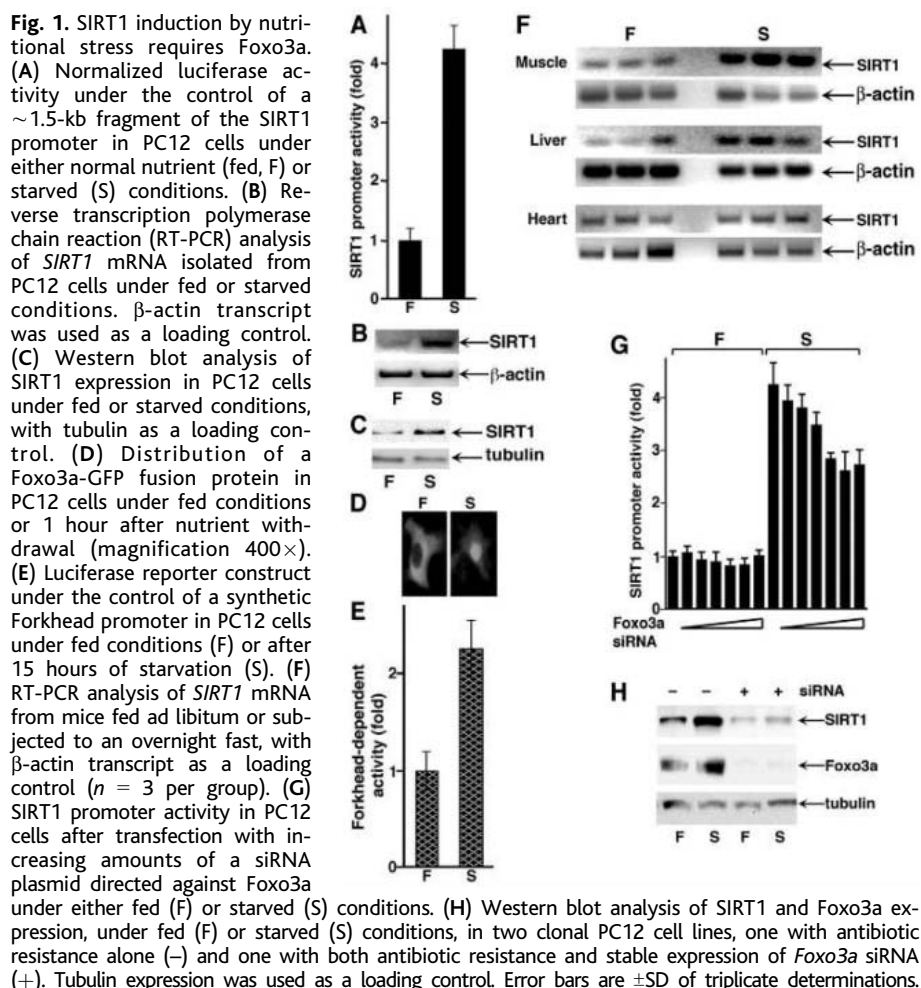 Fig. 1. SIRT1 induction by nutri-
tional stress requires Foxo3a.
(A) Normalized luciferase ac-
tivity under the control of a
~1.5-kb fragment of the SIRT1
promoter in PC12 cells under
either normal nutrient (fed, F) or
starved (S) conditions. (B) Re-
verse transcription polymerase
chain reaction (RT-PCR) analysis
of SIRT1 mRNA isolated from
PC12 cells under fed or starved
conditions. β-actin transcript
was used as a loading control.
(C) Western blot analysis of
SIRT1 expression in PC12 cells
under fed or starved conditions,
with tubulin as a loading con-
trol. (D) Distribution of a
Foxo3a-GFP fusion protein in
PC12 cells under fed conditions
or 1 hour after nutrient with-
drawal (magnification 400×).
(E) Luciferase reporter construct
under the control of a synthetic
Forkhead promoter in PC12 cells
under fed conditions (F) or after
15 hours of starvation (S). (F)
RT-PCR analysis of SIRT1 mRNA
from mice fed ad libitum or sub-
jected to an overnight fast, with
β-actin transcript as a loading
control (n = 3 per group). (G)
SIRT1 promoter activity in PC12
cells after transfection with in-
creasing amounts of a siRNA
plasmid directed against Foxo3a
under either fed (F) or starved (S) conditions. (H) Western blot analysis of SIRT1 and Foxo3a ex-
pression, under fed (F) or starved (S) conditions, in two clonal PC12 cell lines, one with antibiotic
resistance alone (–) and one with both antibiotic resistance and stable expression of Foxo3a siRNA
(+). Tubulin expression was used as a loading control. Error bars are ±SD of triplicate determinations.
A
SIRT1 promoter activity (fold)
4
2
1
0
F S
B
SIRT1
β-actin
F S
C
SIRT1
tubulin
F S
D
F S
E
Forkhead-dependent
activity (fold)
2
1
0
F S
F
F S
Muscle SIRT1
β-actin
Liver SIRT1
β-actin
Heart SIRT1
β-actin
G
F S
SIRT1 promoter activity (fold)
4
3
2
1
0
Foxo3a
siRNA
H
– – + + siRNA
SIRT1
Foxo3a
tubulin
F S F S